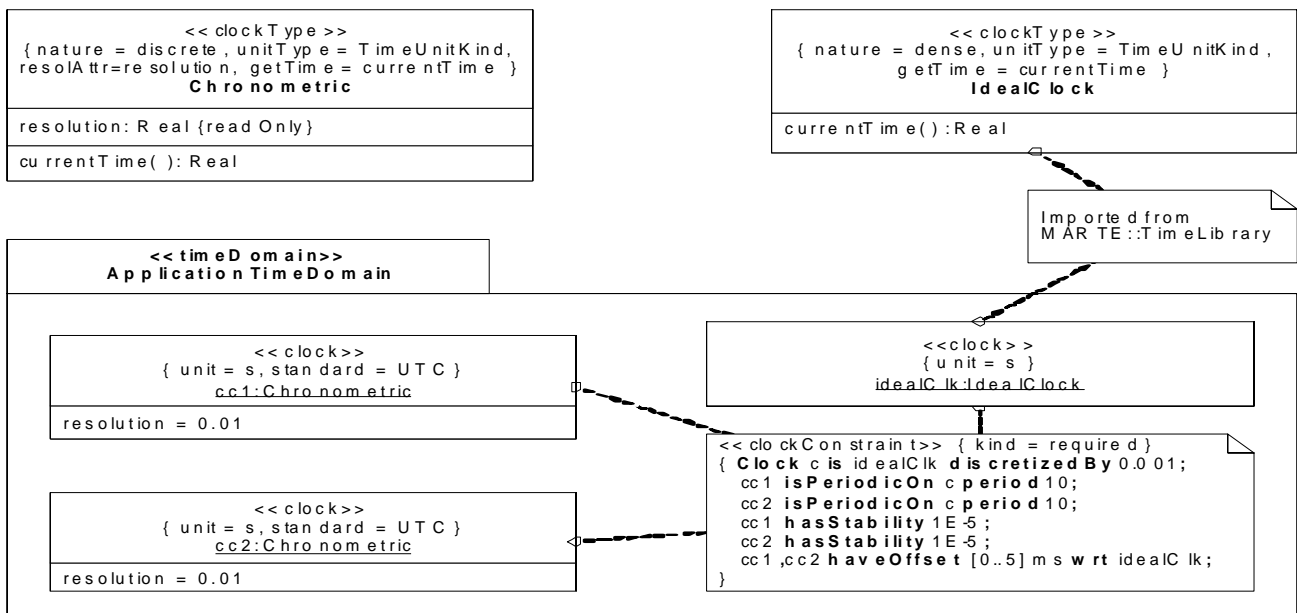 << clockType >>
{ nature = discrete, unitType = TimeUnitKind,
resolAttr=resolution, getTime = currentTime }
Chronometric
resolution: Real {readOnly}
currentTime( ): Real
<< clockType >>
{ nature = dense, unitType = TimeUnitKind,
getTime = currentTime }
IdealClock
currentTime():Real
Imported from
MARTE::TimeLibrary
<<timeDomain>>
ApplicationTimeDomain
<<clock>>
{ unit = s, standard = UTC }
cc1:Chronometric
resolution = 0.01
<<clock>>
{ unit = s }
idealClk:IdealClock
<<clockConstraint>> { kind = required }
{ Clock c is idealClk discretizedBy 0.001;
cc1 isPeriodicOn c period 10;
cc2 isPeriodicOn c period 10;
cc1 hasStability 1E-5;
cc2 hasStability 1E-5;
cc1,cc2 haveOffset [0..5] ms wrt idealClk;
}
<<clock>>
{ unit = s, standard = UTC }
cc2:Chronometric
resolution = 0.01